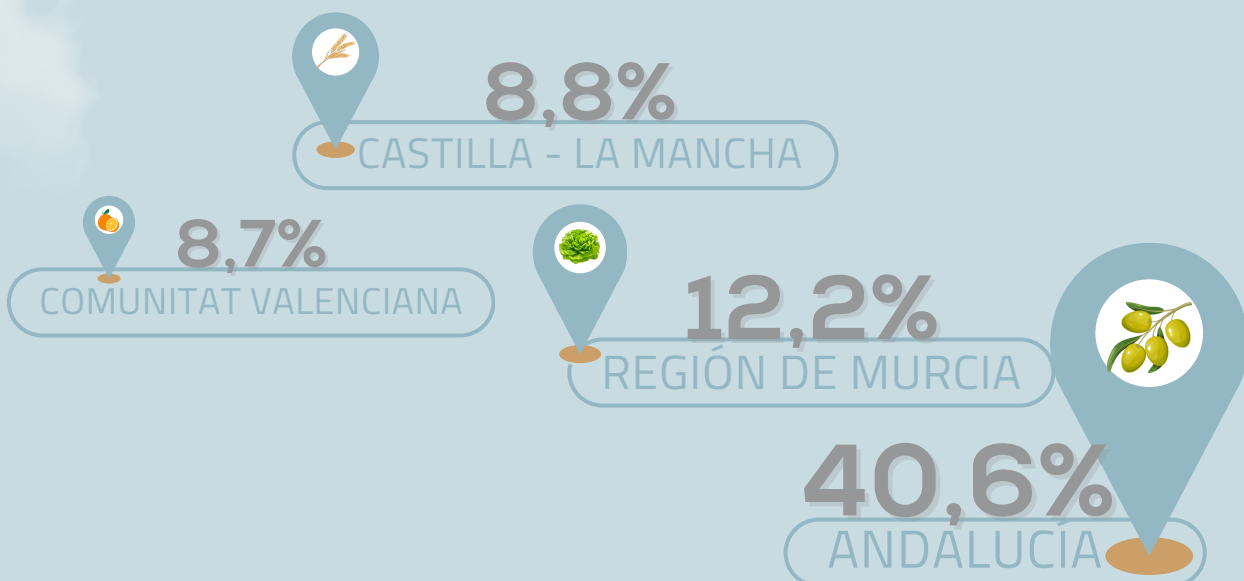 8,8%
CASTILLA - LA MANCHA
8,7%
COMUNITAT VALENCIANA
12,2%
REGIÓN DE MURCIA
40,6%
ANDALUCÍA